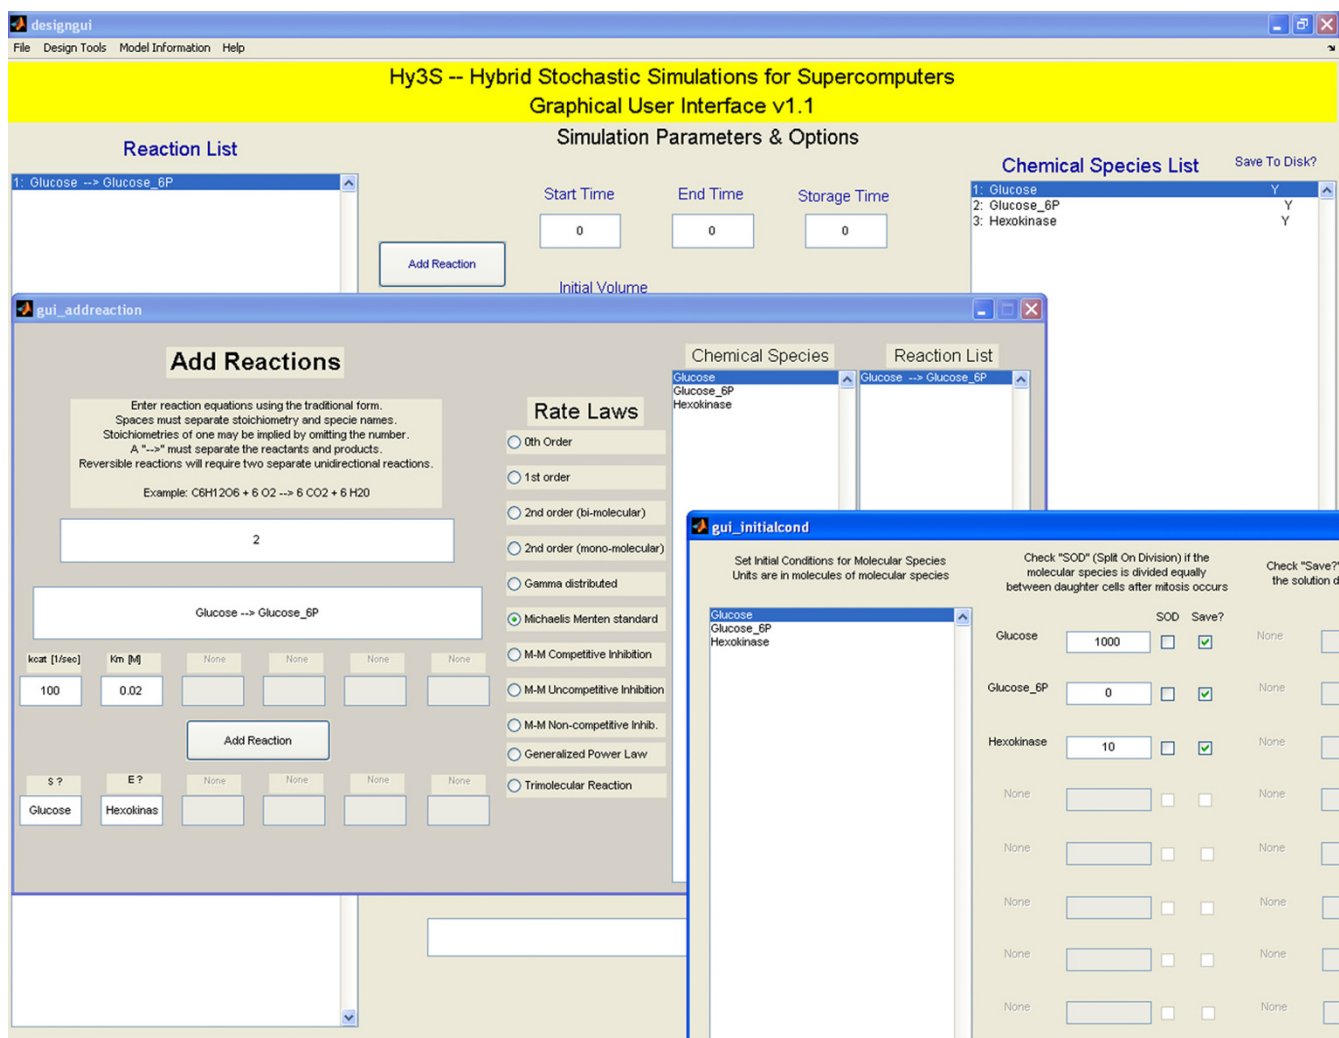 designgui
File Design Tools Model Information Help
Hy3S -- Hybrid Stochastic Simulations for Supercomputers
Graphical User Interface v1.1
Simulation Parameters & Options
Reaction List
1: Glucose --> Glucose_6P
Add Reaction
Start Time End Time Storage Time
0 0 0
Initial Volume
Chemical Species List Save To Disk?
1: Glucose Y
2: Glucose_6P Y
3: Hexokinase Y
gui_addreaction
Add Reactions
Enter reaction equations using the traditional form.
Spaces must separate stoichiometry and specie names.
Stoichiometries of one may be implied by omitting the number.
A "-->" must separate the reactants and products.
Reversible reactions will require two separate unidirectional reactions.
Example: C6H12O6 + 6 O2 --> 6 CO2 + 6 H20
2
Glucose --> Glucose_6P
kcat [1/sec] Km [M] None None None None
100 0.02
Add Reaction
S ? E ? None None None None
Glucose Hexokinas
Rate Laws
0th Order
1st order
2nd order (bi-molecular)
2nd order (mono-molecular)
Gamma distributed
Michaelis Menten standard
M-M Competitive Inhibition
M-M Uncompetitive Inhibition
M-M Non-competitive Inhib.
Generalized Power Law
Trimolecular Reaction
Chemical Species
Glucose
Glucose_6P
Hexokinase
Reaction List
Glucose --> Glucose_6P
gui_initialcond
Set Initial Conditions for Molecular Species
Units are in molecules of molecular species
Check "SOD" (Split On Division) if the
molecular species is divided equally
between daughter cells after mitosis occurs
Check "Save?"
the solution d
Glucose
Glucose_6P
Hexokinase
SOD Save?
Glucose 1000 None
Glucose_6P 0 None
Hexokinase 10 None
None None
None None
None None
None None
None None